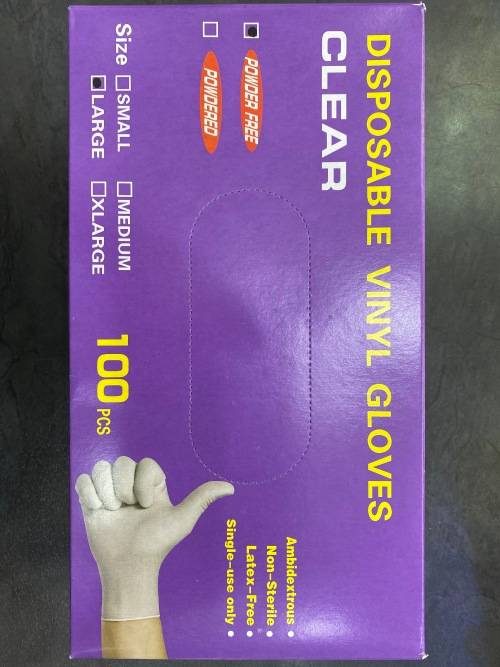 DISPOSABLE VINYL GLOVES
CLEAR
POWDER FREE
POWDERED
Size SMALL MEDIUM
LARGE XLARGE
100 PCS
Ambidextrous •
Non-Sterile •
Latex-Free •
Single-use only •